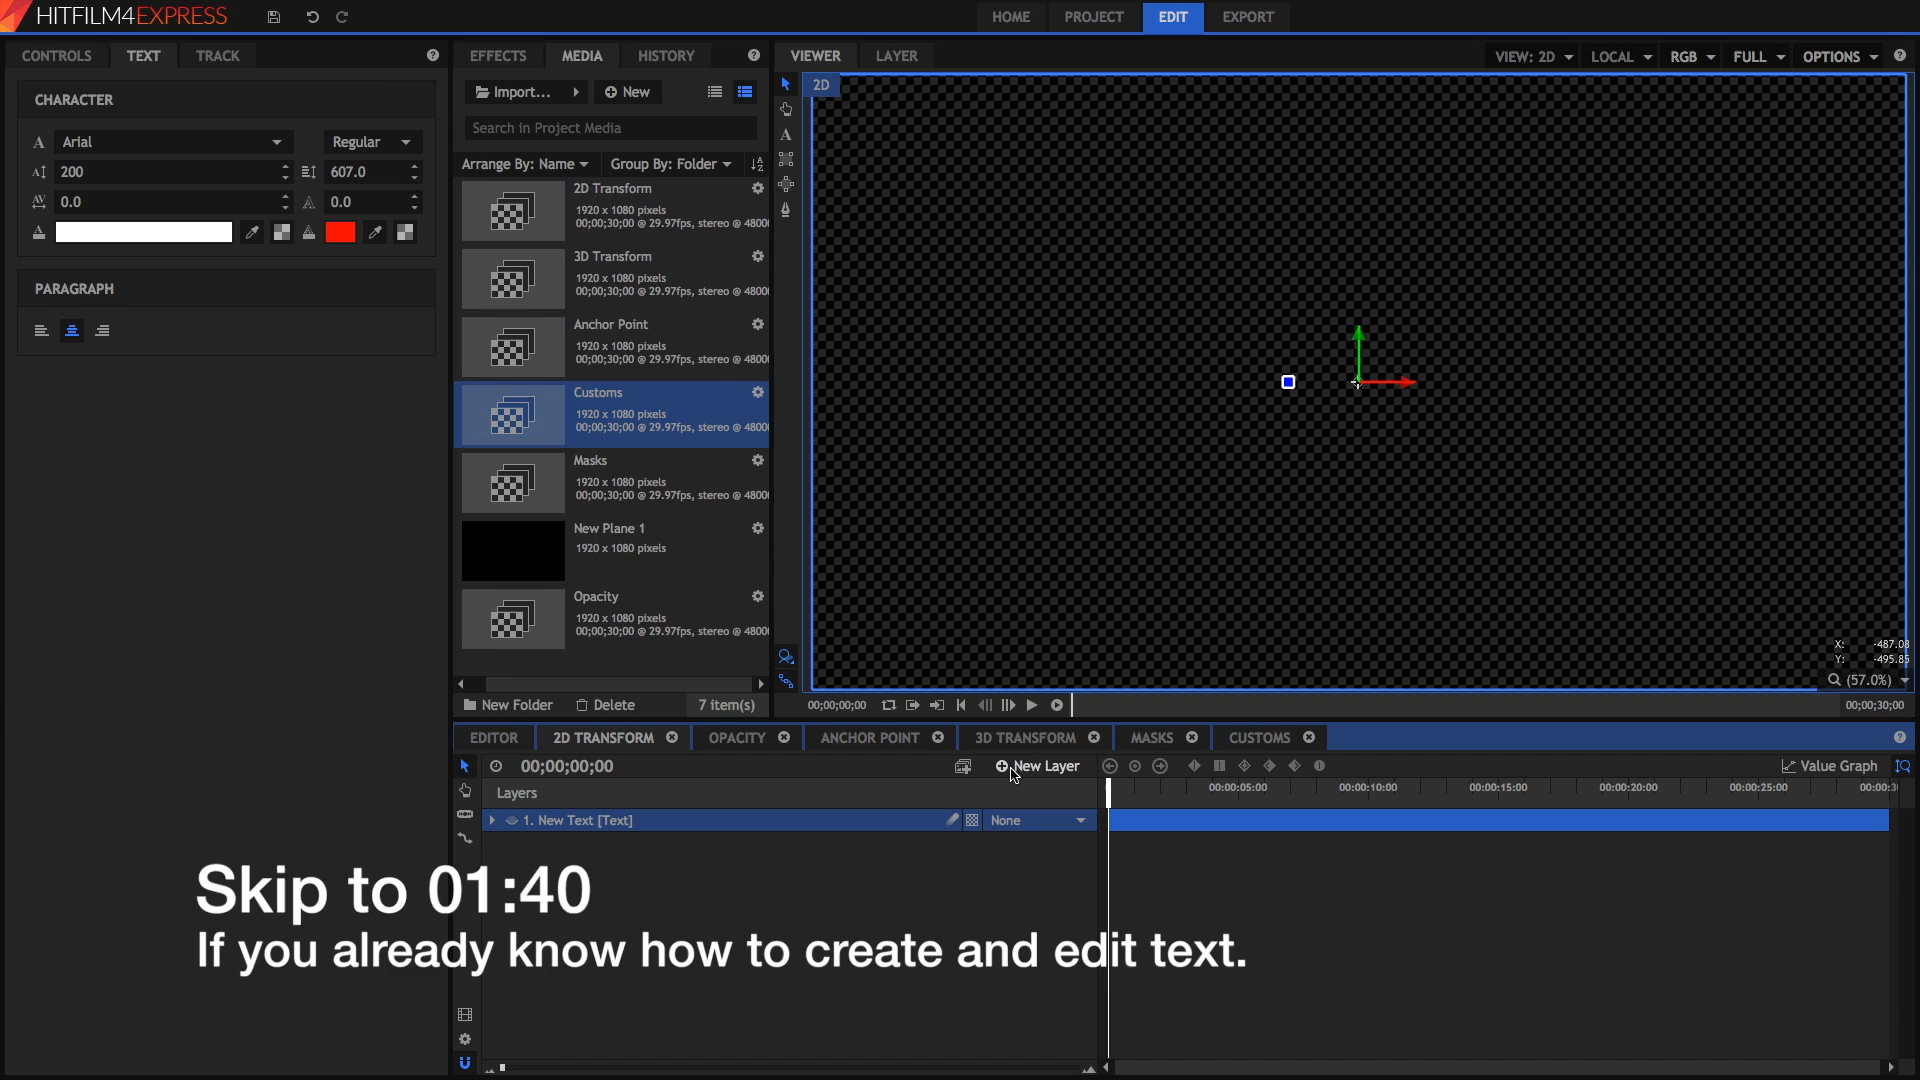 HITFILM4EXPRESS
HOME PROJECT EDIT EXPORT
CONTROLS TEXT TRACK
CHARACTER
Arial Regular
200 607.0
0.0 0.0
PARAGRAPH
EFFECTS MEDIA HISTORY
Import... New
Search in Project Media
Arrange By: Name Group By: Folder
2D Transform
1920 x 1080 pixels
00;00;30;00 @ 29.97fps, stereo @ 4800
3D Transform
1920 x 1080 pixels
00;00;30;00 @ 29.97fps, stereo @ 4800
Anchor Point
1920 x 1080 pixels
00;00;30;00 @ 29.97fps, stereo @ 4800
Customs
1920 x 1080 pixels
00;00;30;00 @ 29.97fps, stereo @ 4800
Masks
1920 x 1080 pixels
00;00;30;00 @ 29.97fps, stereo @ 4800
New Plane 1
1920 x 1080 pixels
Opacity
1920 x 1080 pixels
00;00;30;00 @ 29.97fps, stereo @ 4800
New Folder Delete 7 item(s)
VIEWER LAYER VIEW: 2D LOCAL RGB FULL OPTIONS
2D
X: -487.08
Y: -495.85
(57.0%)
00;00;00;00 00;00;30;00
EDITOR 2D TRANSFORM OPACITY ANCHOR POINT 3D TRANSFORM MASKS CUSTOMS
00;00;00;00 New Layer Value Graph
Layers 00:00:05:00 00:00:10:00 00:00:15:00 00:00:20:00 00:00:25:00 00:00:3
1. New Text [Text] None
Skip to 01:40
If you already know how to create and edit text.